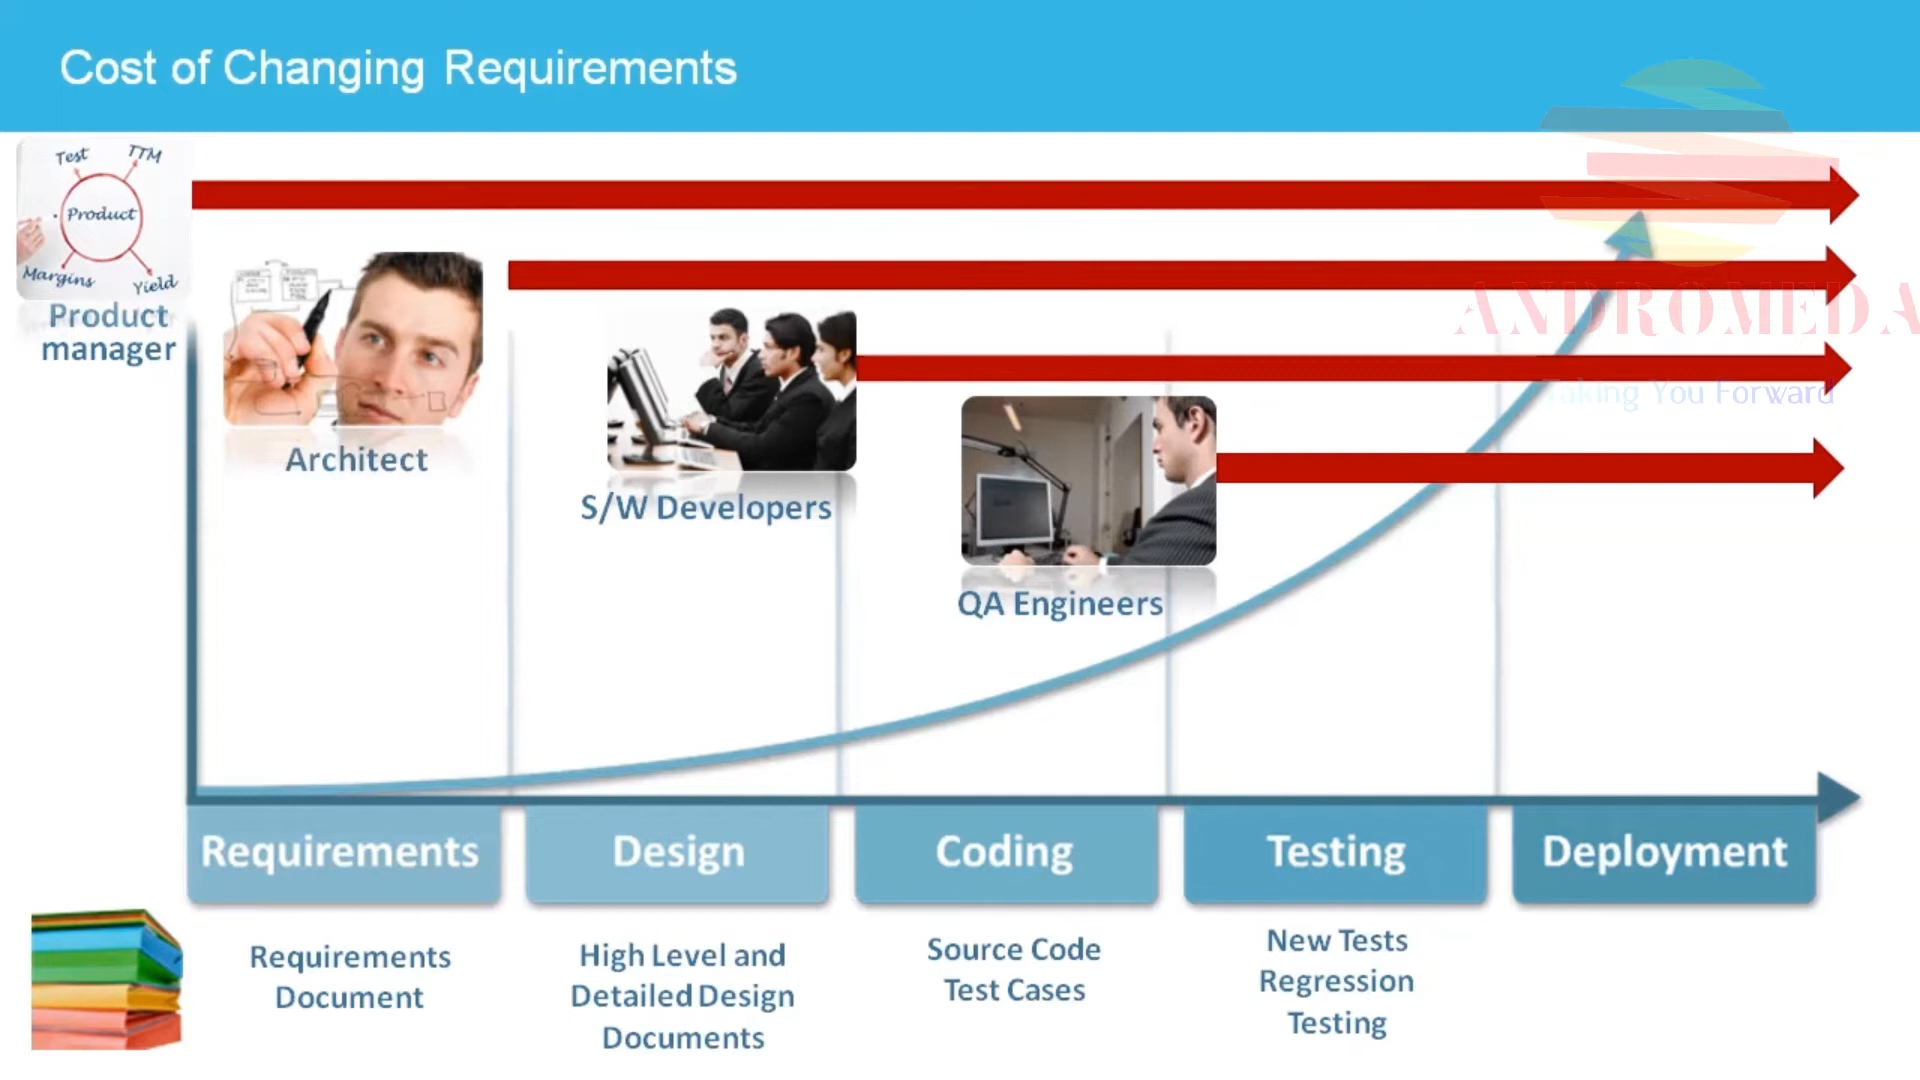 Cost of Changing Requirements
Test
TTM
Product
Margins
Yield
Product
manager
Architect
S/W Developers
QA Engineers
ANDROMEDA
Taking You Forward
Requirements
Design
Coding
Testing
Deployment
Requirements
Document
High Level and
Detailed Design
Documents
Source Code
Test Cases
New Tests
Regression
Testing